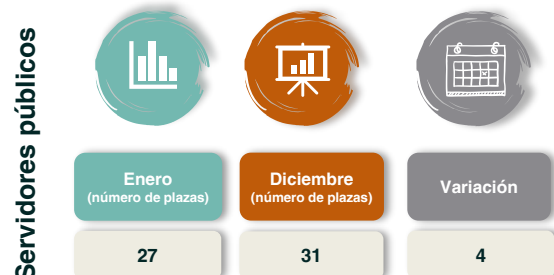 Servidores públicos
Enero
(número de plazas)
Diciembre
(número de plazas)
Variación
27
31
4